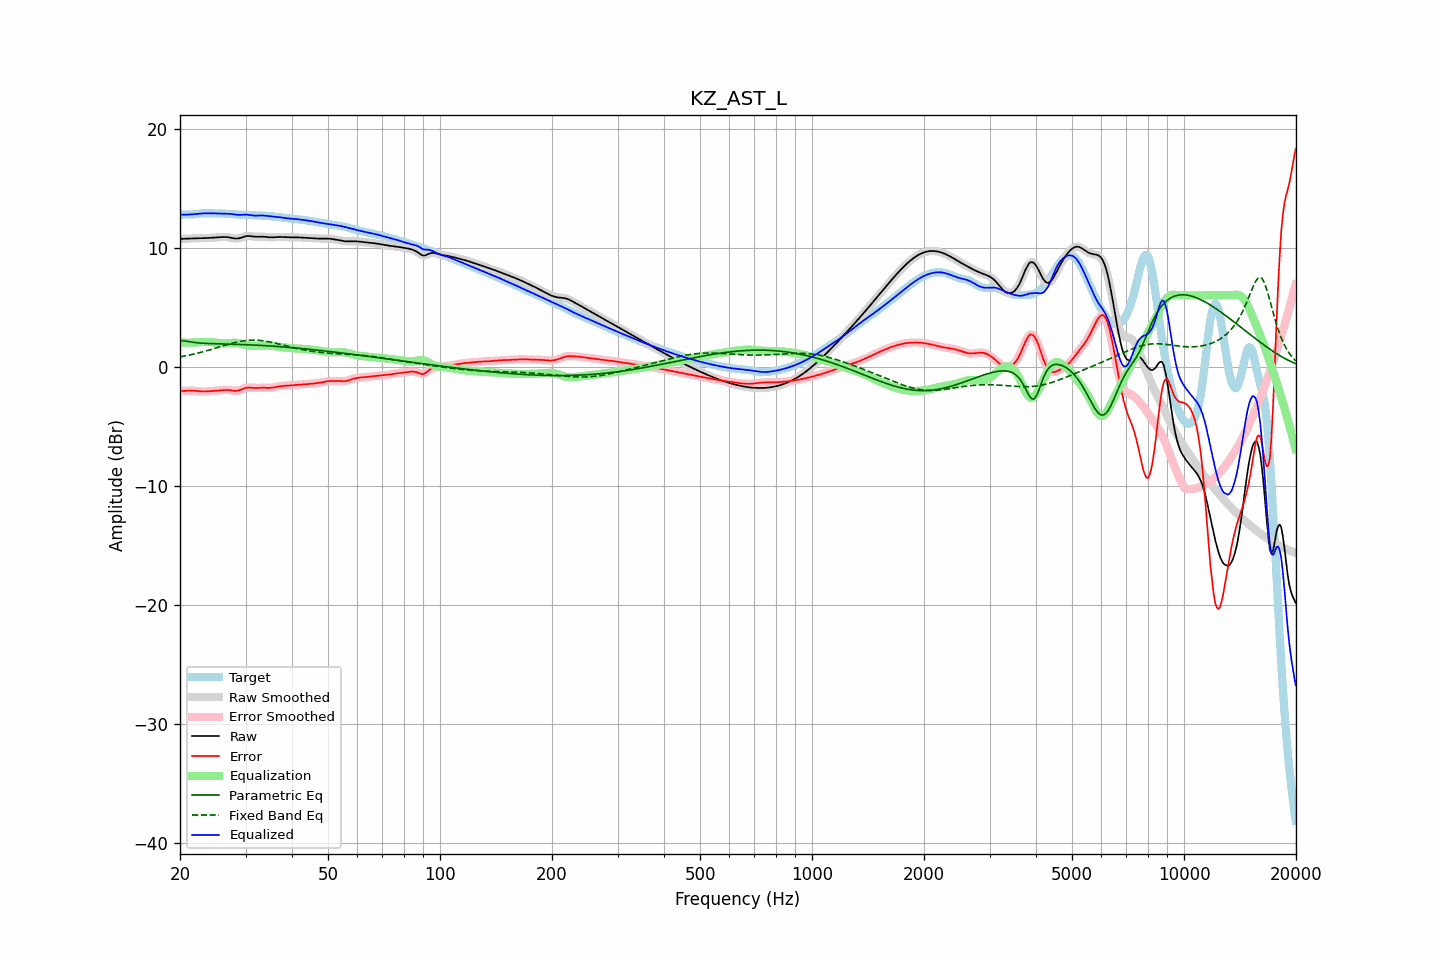 KZ_AST_L
20
10
0
−10
−20
−30
−40
Amplitude (dBr)
Target
Raw Smoothed
Error Smoothed
Raw
Error
Equalization
Parametric Eq
Fixed Band Eq
Equalized
20 50 100 200 500 1000 2000 5000 10000 20000
Frequency (Hz)